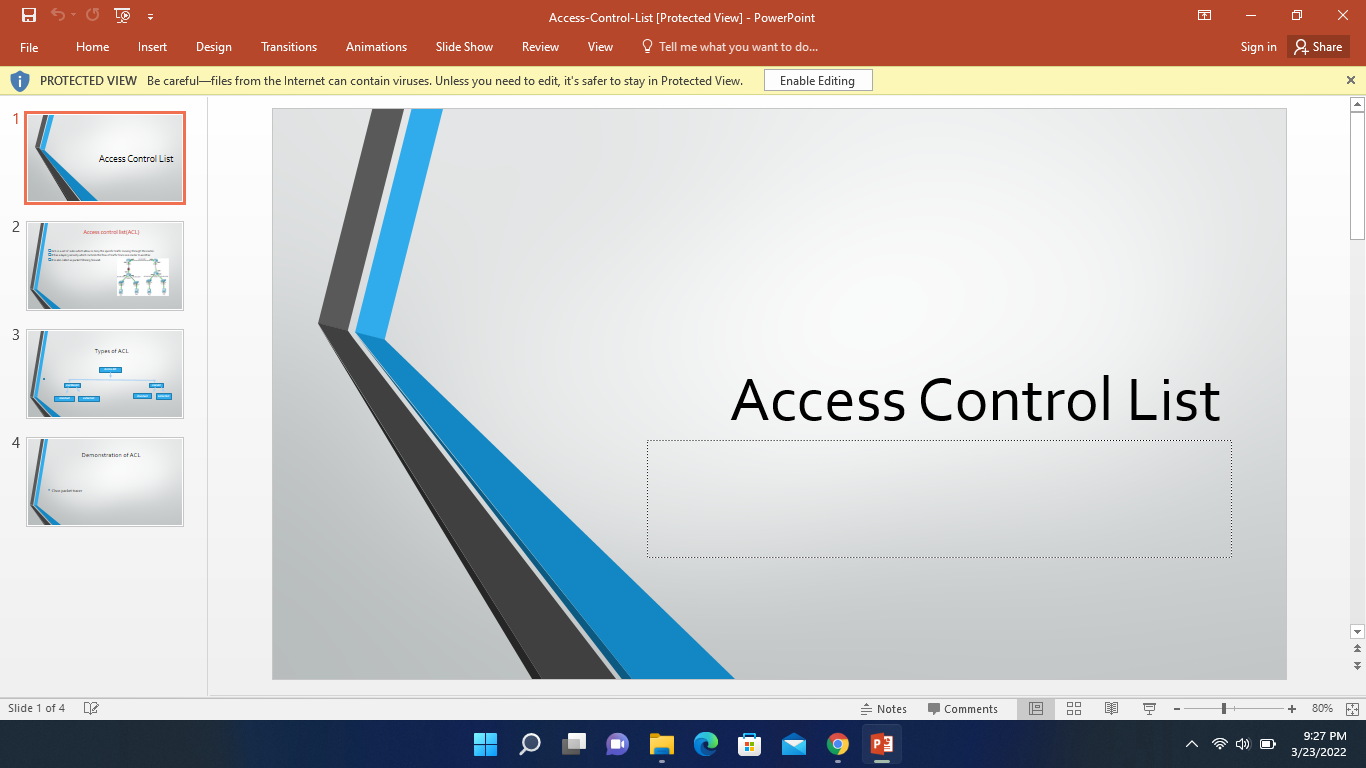 Access-Control-List [Protected View] - PowerPoint
File Home Insert Design Transitions Animations Slide Show Review View Tell me what you want to do... Sign in Share
PROTECTED VIEW Be careful—files from the Internet can contain viruses. Unless you need to edit, it's safer to stay in Protected View. Enable Editing
1
Access Control List
2
Access control list(ACL)
3
Types of ACL
4
Demonstration of ACL
Cisco packet tracer
Access Control List
Slide 1 of 4 Notes Comments 80%
9:27 PM
3/23/2022